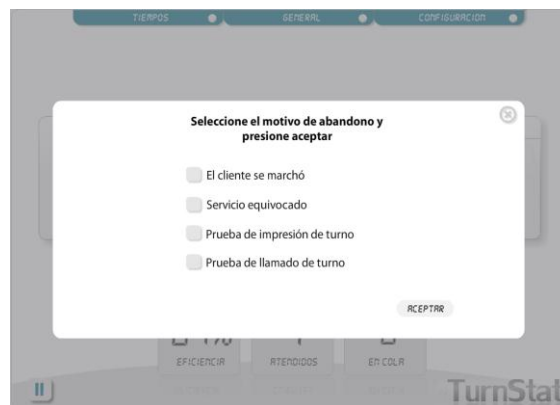 TIEMPOS
GENERAL
CONFIGURACION
Seleccione el motivo de abandono y
presione aceptar
El cliente se marchó
Servicio equivocado
Prueba de impresión de turno
Prueba de llamado de turno
ACEPTAR
EFICIENCIA
ATENDIDOS
EN COLA
TurnStat